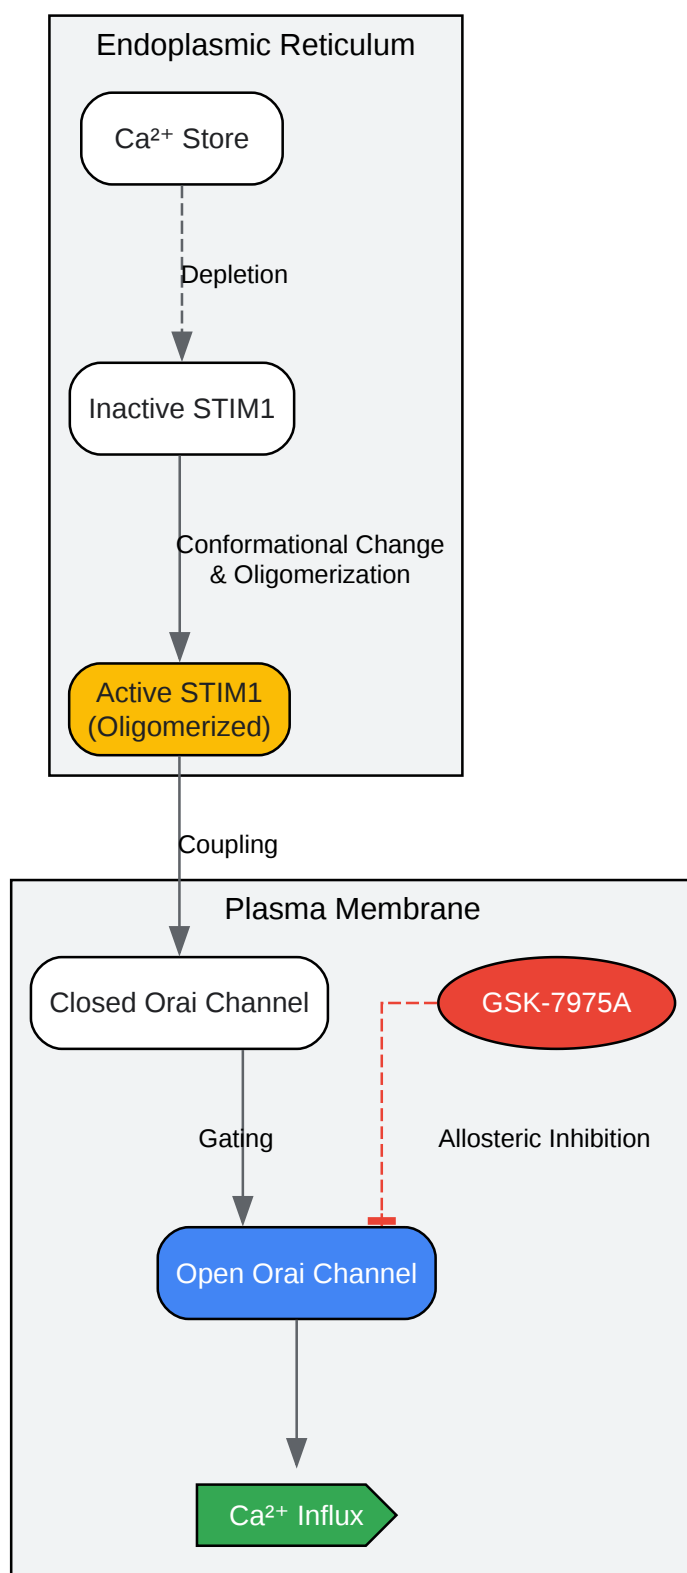 Endoplasmic Reticulum
Ca²⁺ Store
Depletion
Inactive STIM1
Conformational Change
& Oligomerization
Active STIM1
(Oligomerized)
Coupling
Plasma Membrane
Closed Orai Channel
GSK-7975A
Gating
Allosteric Inhibition
Open Orai Channel
Ca²⁺ Influx